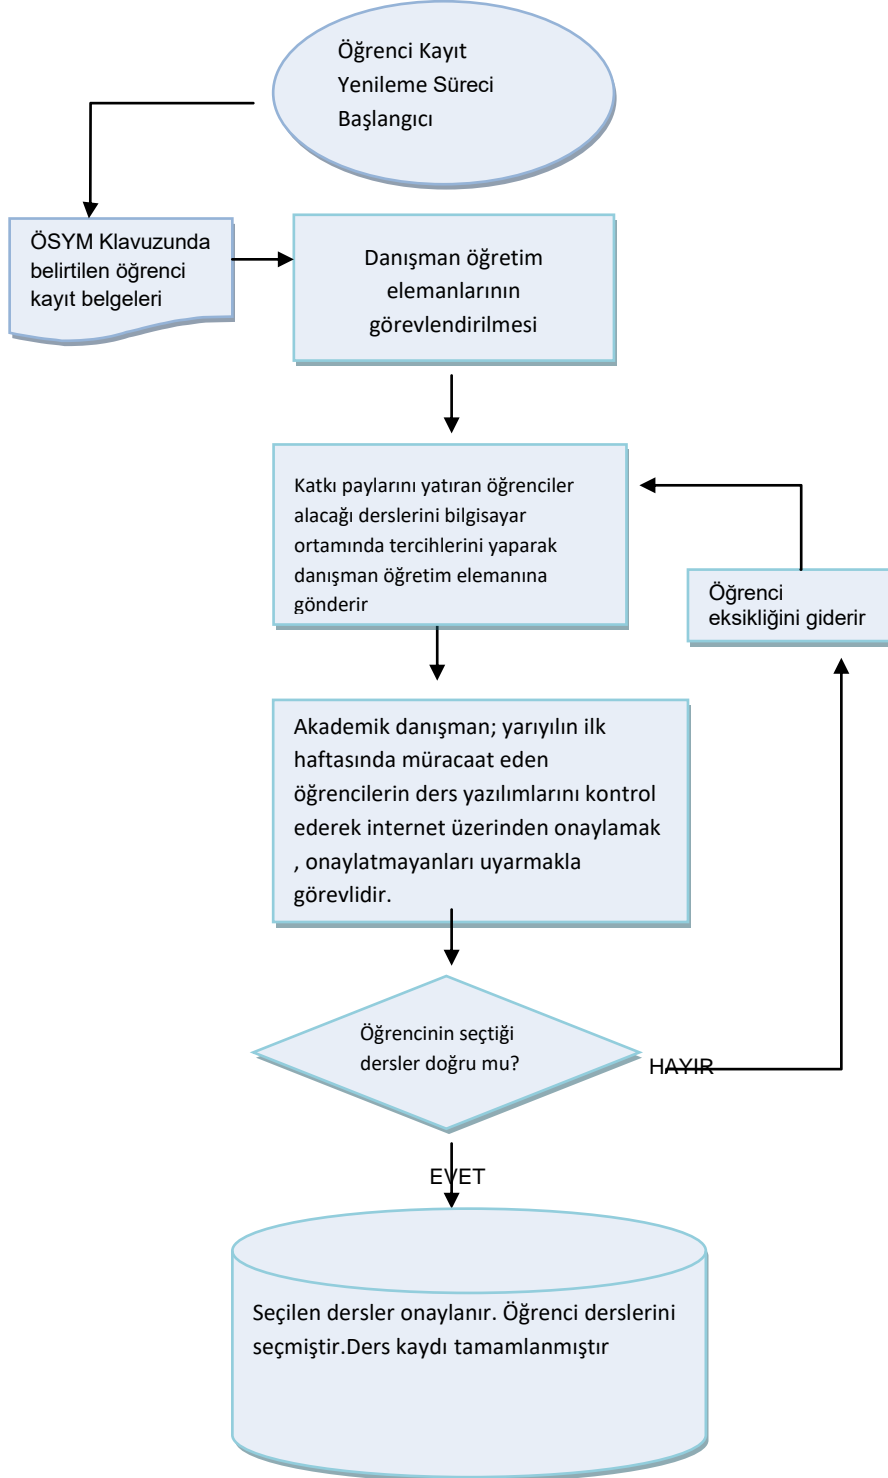 Öğrenci Kayıt
Yenileme Süreci
Başlangıcı
ÖSYM Klavuzunda
belirtilen öğrenci
kayıt belgeleri
Danışman öğretim
elemanlarının
görevlendirilmesi
Katkı paylarını yatıran öğrenciler
alacağı derslerini bilgisayar
ortamında tercihlerini yaparak
danışman öğretim elemanına
gönderir
Öğrenci
eksikliğini giderir
Akademik danışman; yarıyılın ilk
haftasında müracaat eden
öğrencilerin ders yazılımlarını kontrol
ederek internet üzerinden onaylamak
, onaylatmayanları uyarmakla
görevlidir.
Öğrencinin seçtiği
dersler doğru mu?
HAYIR
EVET
Seçilen dersler onaylanır. Öğrenci derslerini
seçmiştir.Ders kaydı tamamlanmıştır